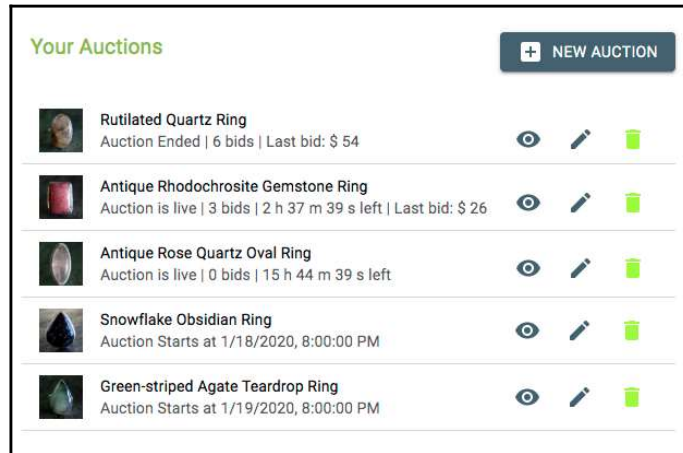 Your Auctions
NEW AUCTION
Rutilated Quartz Ring
Auction Ended | 6 bids | Last bid: $ 54
Antique Rhodochrosite Gemstone Ring
Auction is live | 3 bids | 2 h 37 m 39 s left | Last bid: $ 26
Antique Rose Quartz Oval Ring
Auction is live | 0 bids | 15 h 44 m 39 s left
Snowflake Obsidian Ring
Auction Starts at 1/18/2020, 8:00:00 PM
Green-striped Agate Teardrop Ring
Auction Starts at 1/19/2020, 8:00:00 PM